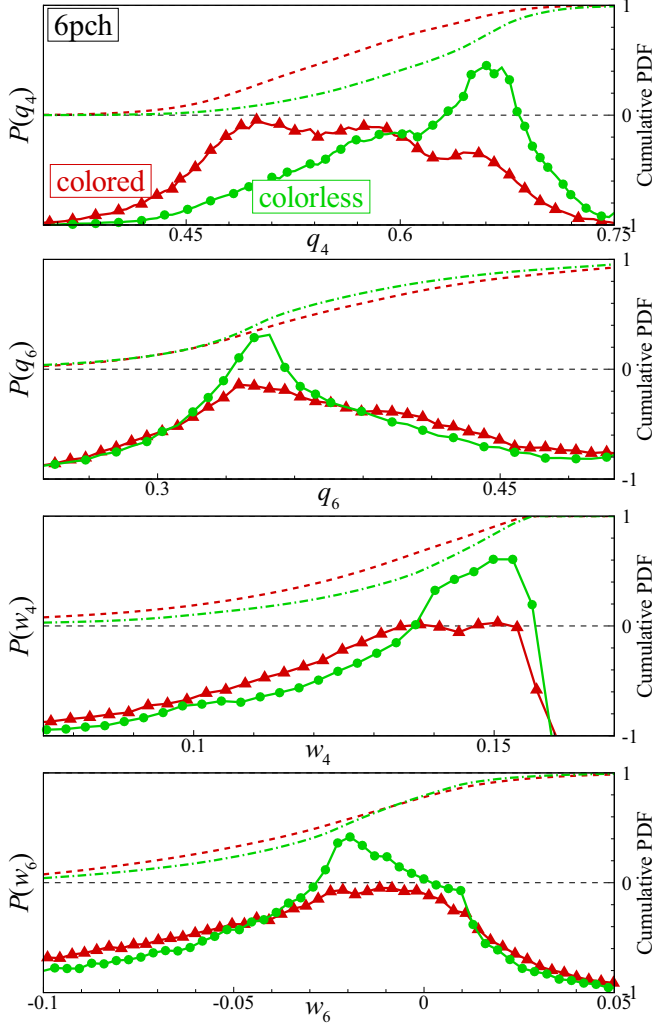 6pch
P(q4)
colored
colorless
1
0
-1
Cumulative PDF
0.45
0.6
0.75
q4
P(q6)
1
0
-1
Cumulative PDF
0.3
0.45
q6
P(w4)
1
0
-1
Cumulative PDF
0.1
0.15
w4
P(w6)
1
0
-1
Cumulative PDF
-0.1
-0.05
0
0.05
w6